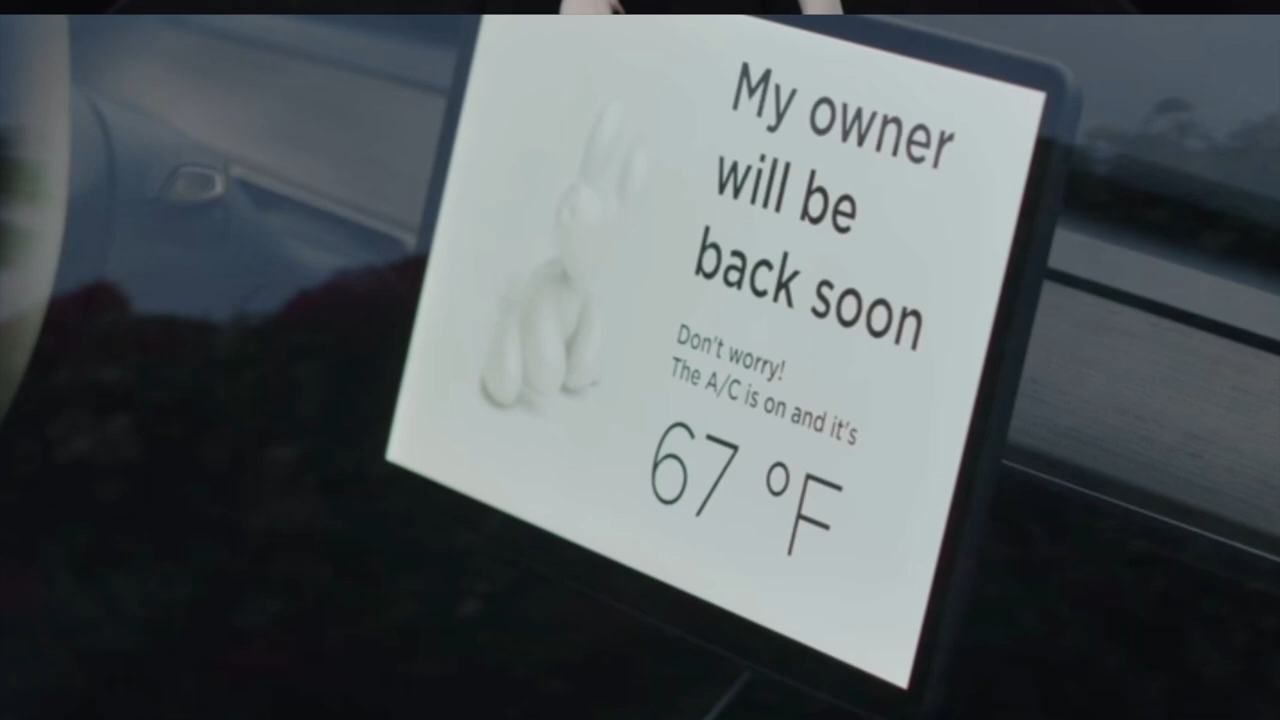 My owner
will be
back soon
Don't worry!
The A/C is on and it's
67 °F